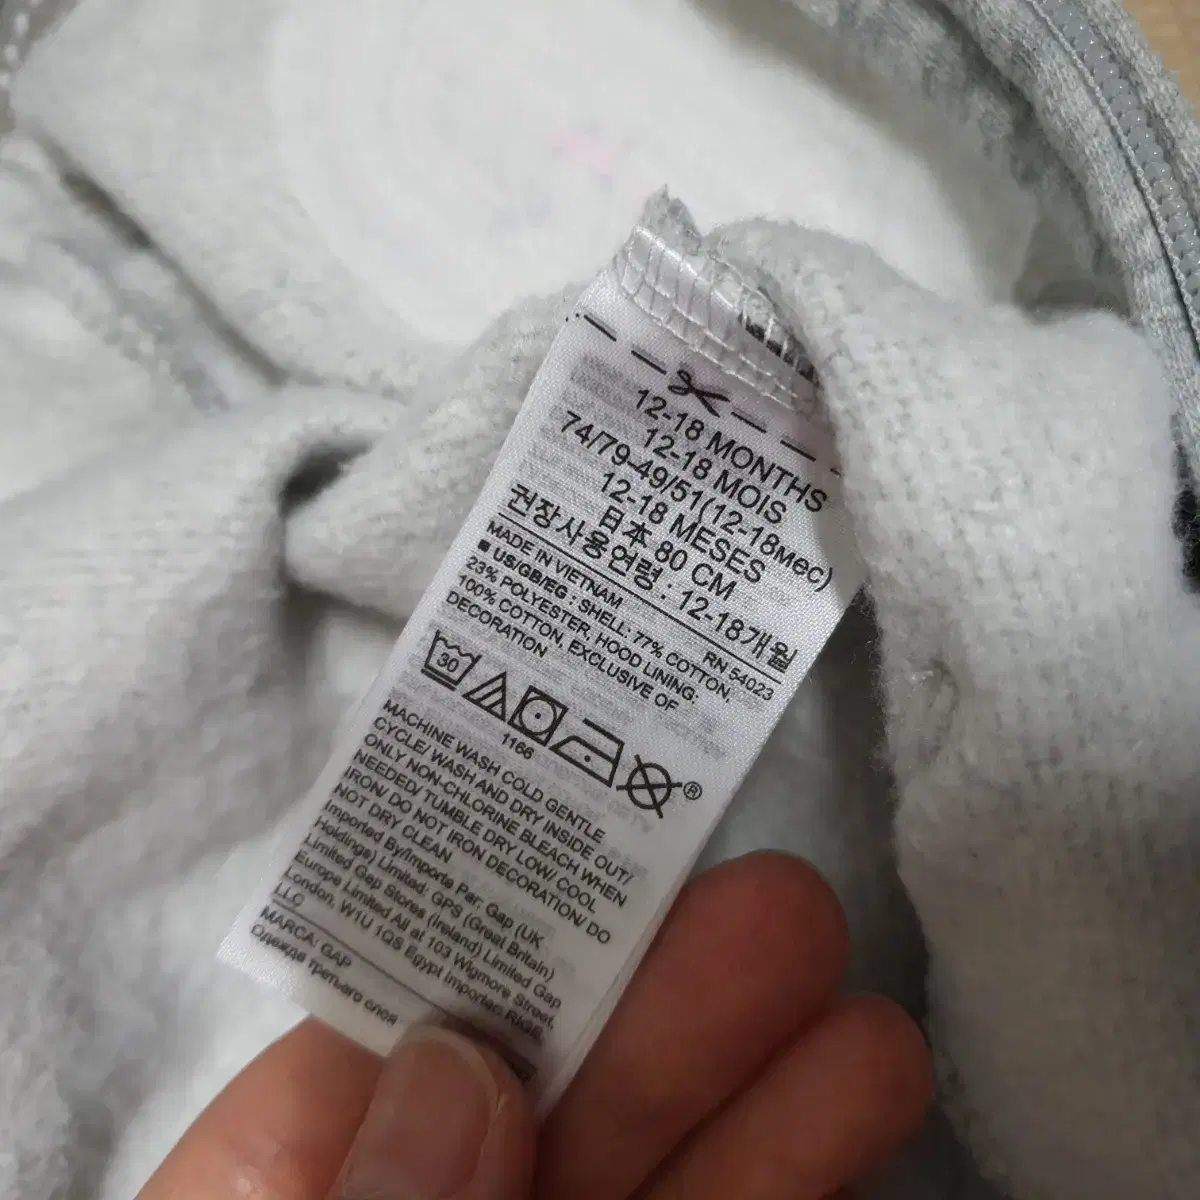 12-18 MONTHS
12-18 MOIS
74/79-49/51(12-18мес)
12-18 MESES
日本 80 CM
권장사용연령 : 12-18개월
MADE IN VIETNAM RN 54023
■ US/GB/EG : SHELL: 77% COTTON,
23% POLYESTER, HOOD LINING:
100% COTTON, EXCLUSIVE OF
DECORATION
30
1166
®
MACHINE WASH COLD GENTLE
CYCLE/ WASH AND DRY INSIDE OUT/
ONLY NON-CHLORINE BLEACH WHEN
NEEDED/ TUMBLE DRY LOW/ COOL
IRON/ DO NOT IRON DECORATION/ DO
NOT DRY CLEAN
Imported By/Importe Par: Gap (UK
Holdings) Limited: GPS (Great Britain)
Limited Gap Stores (Ireland) Limited Gap
Europe Limited All at 103 Wigmore Street,
London, W1U 1QS Egypt Importer: RIGE
LLC
MARCA: GAP
Одежда третьего слоя